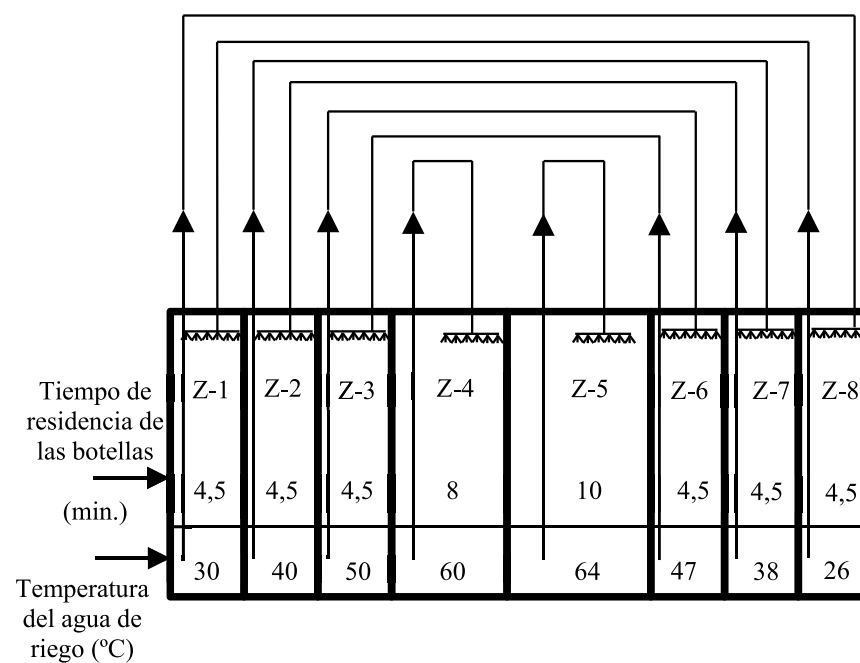 Z-1 Z-2 Z-3 Z-4 Z-5 Z-6 Z-7 Z-8
Tiempo de
residencia de
las botellas
(min.)
4,5 4,5 4,5 8 10 4,5 4,5 4,5
30 40 50 60 64 47 38 26
Temperatura
del agua de
riego (ºC)